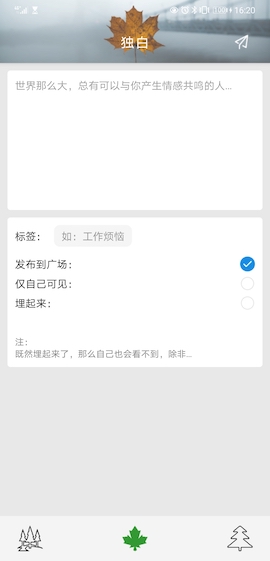 16:20
独白
世界那么大，总有可以与你产生情感共鸣的人...
标签：
如：工作烦恼
发布到广场：
仅自己可见：
埋起来：
注：
既然埋起来了，那么自己也会看不到，除非...